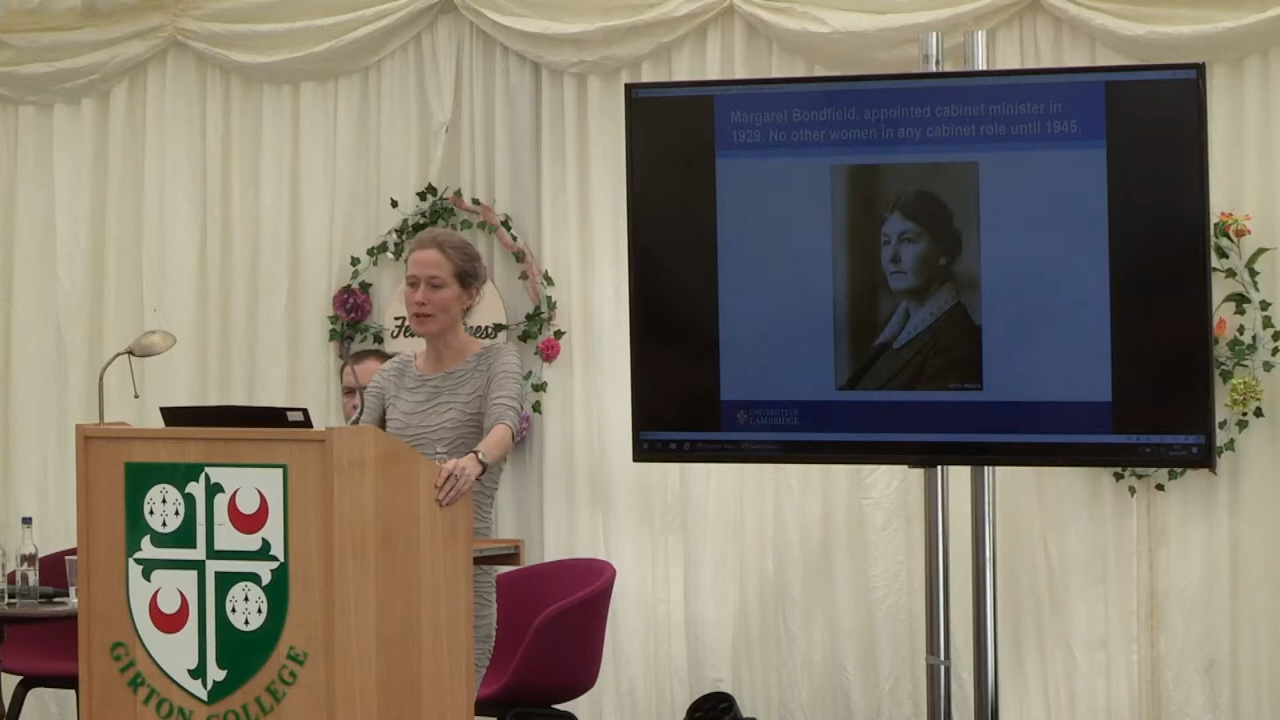 Margaret Bondfield, appointed cabinet minister in
1929. No other women in any cabinet role until 1945.
UNIVERSITY OF
CAMBRIDGE
GIRTON COLLEGE